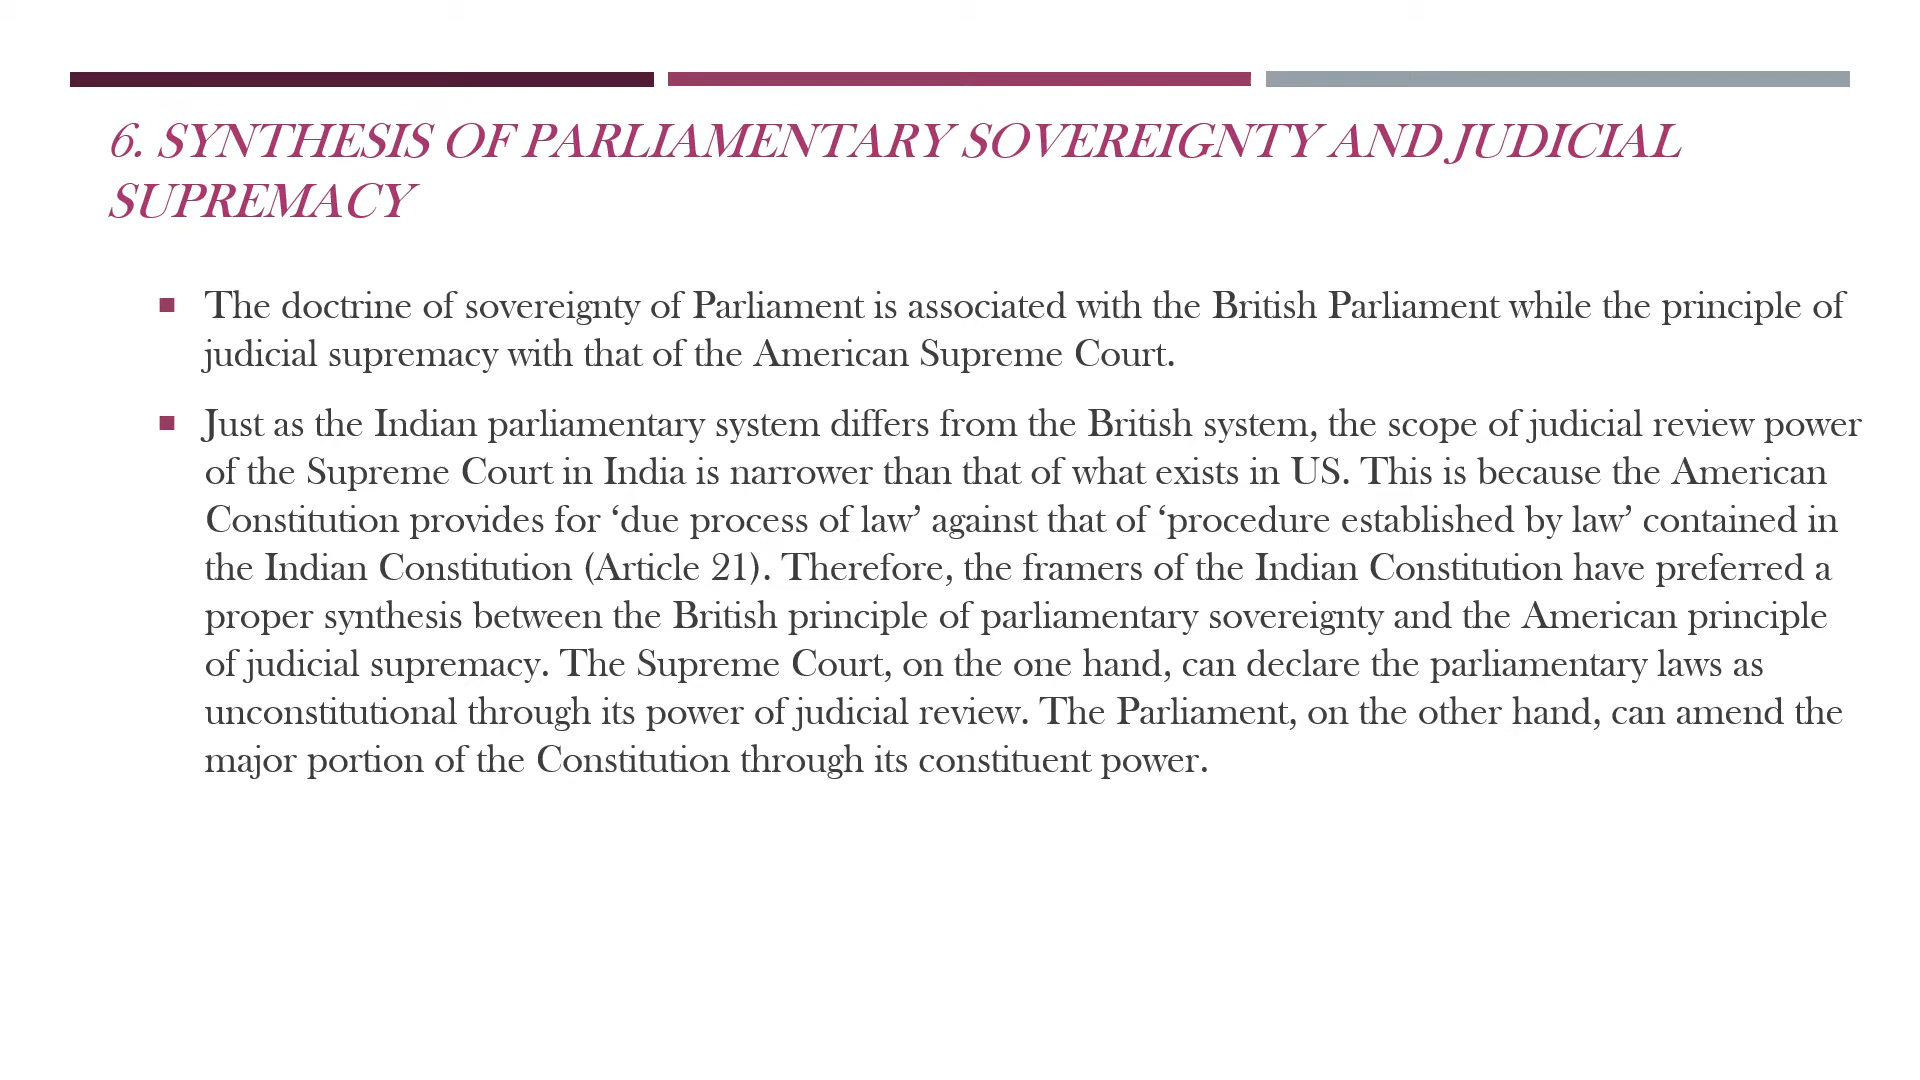 6. SYNTHESIS OF PARLIAMENTARY SOVEREIGNTY AND JUDICIAL
SUPREMACY
▪ The doctrine of sovereignty of Parliament is associated with the British Parliament while the principle of
judicial supremacy with that of the American Supreme Court.
▪ Just as the Indian parliamentary system differs from the British system, the scope of judicial review power
of the Supreme Court in India is narrower than that of what exists in US. This is because the American
Constitution provides for ‘due process of law’ against that of ‘procedure established by law’ contained in
the Indian Constitution (Article 21). Therefore, the framers of the Indian Constitution have preferred a
proper synthesis between the British principle of parliamentary sovereignty and the American principle
of judicial supremacy. The Supreme Court, on the one hand, can declare the parliamentary laws as
unconstitutional through its power of judicial review. The Parliament, on the other hand, can amend the
major portion of the Constitution through its constituent power.